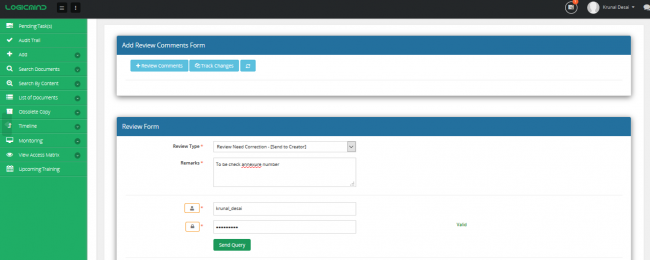 LOGICMIND
Krunal Desai
Pending Task(s)
Audit Trail
Add
Search Documents
Search By Content
List of Documents
Obsolete Copy
Timeline
Monitoring
View Access Matrix
Upcoming Training
Add Review Comments Form
+ Review Comments
Track Changes
Review Form
Review Type *
Review Need Correction - [Send to Creator]
Remarks *
To be check annexure number
krunal_desai
Valid
Send Query